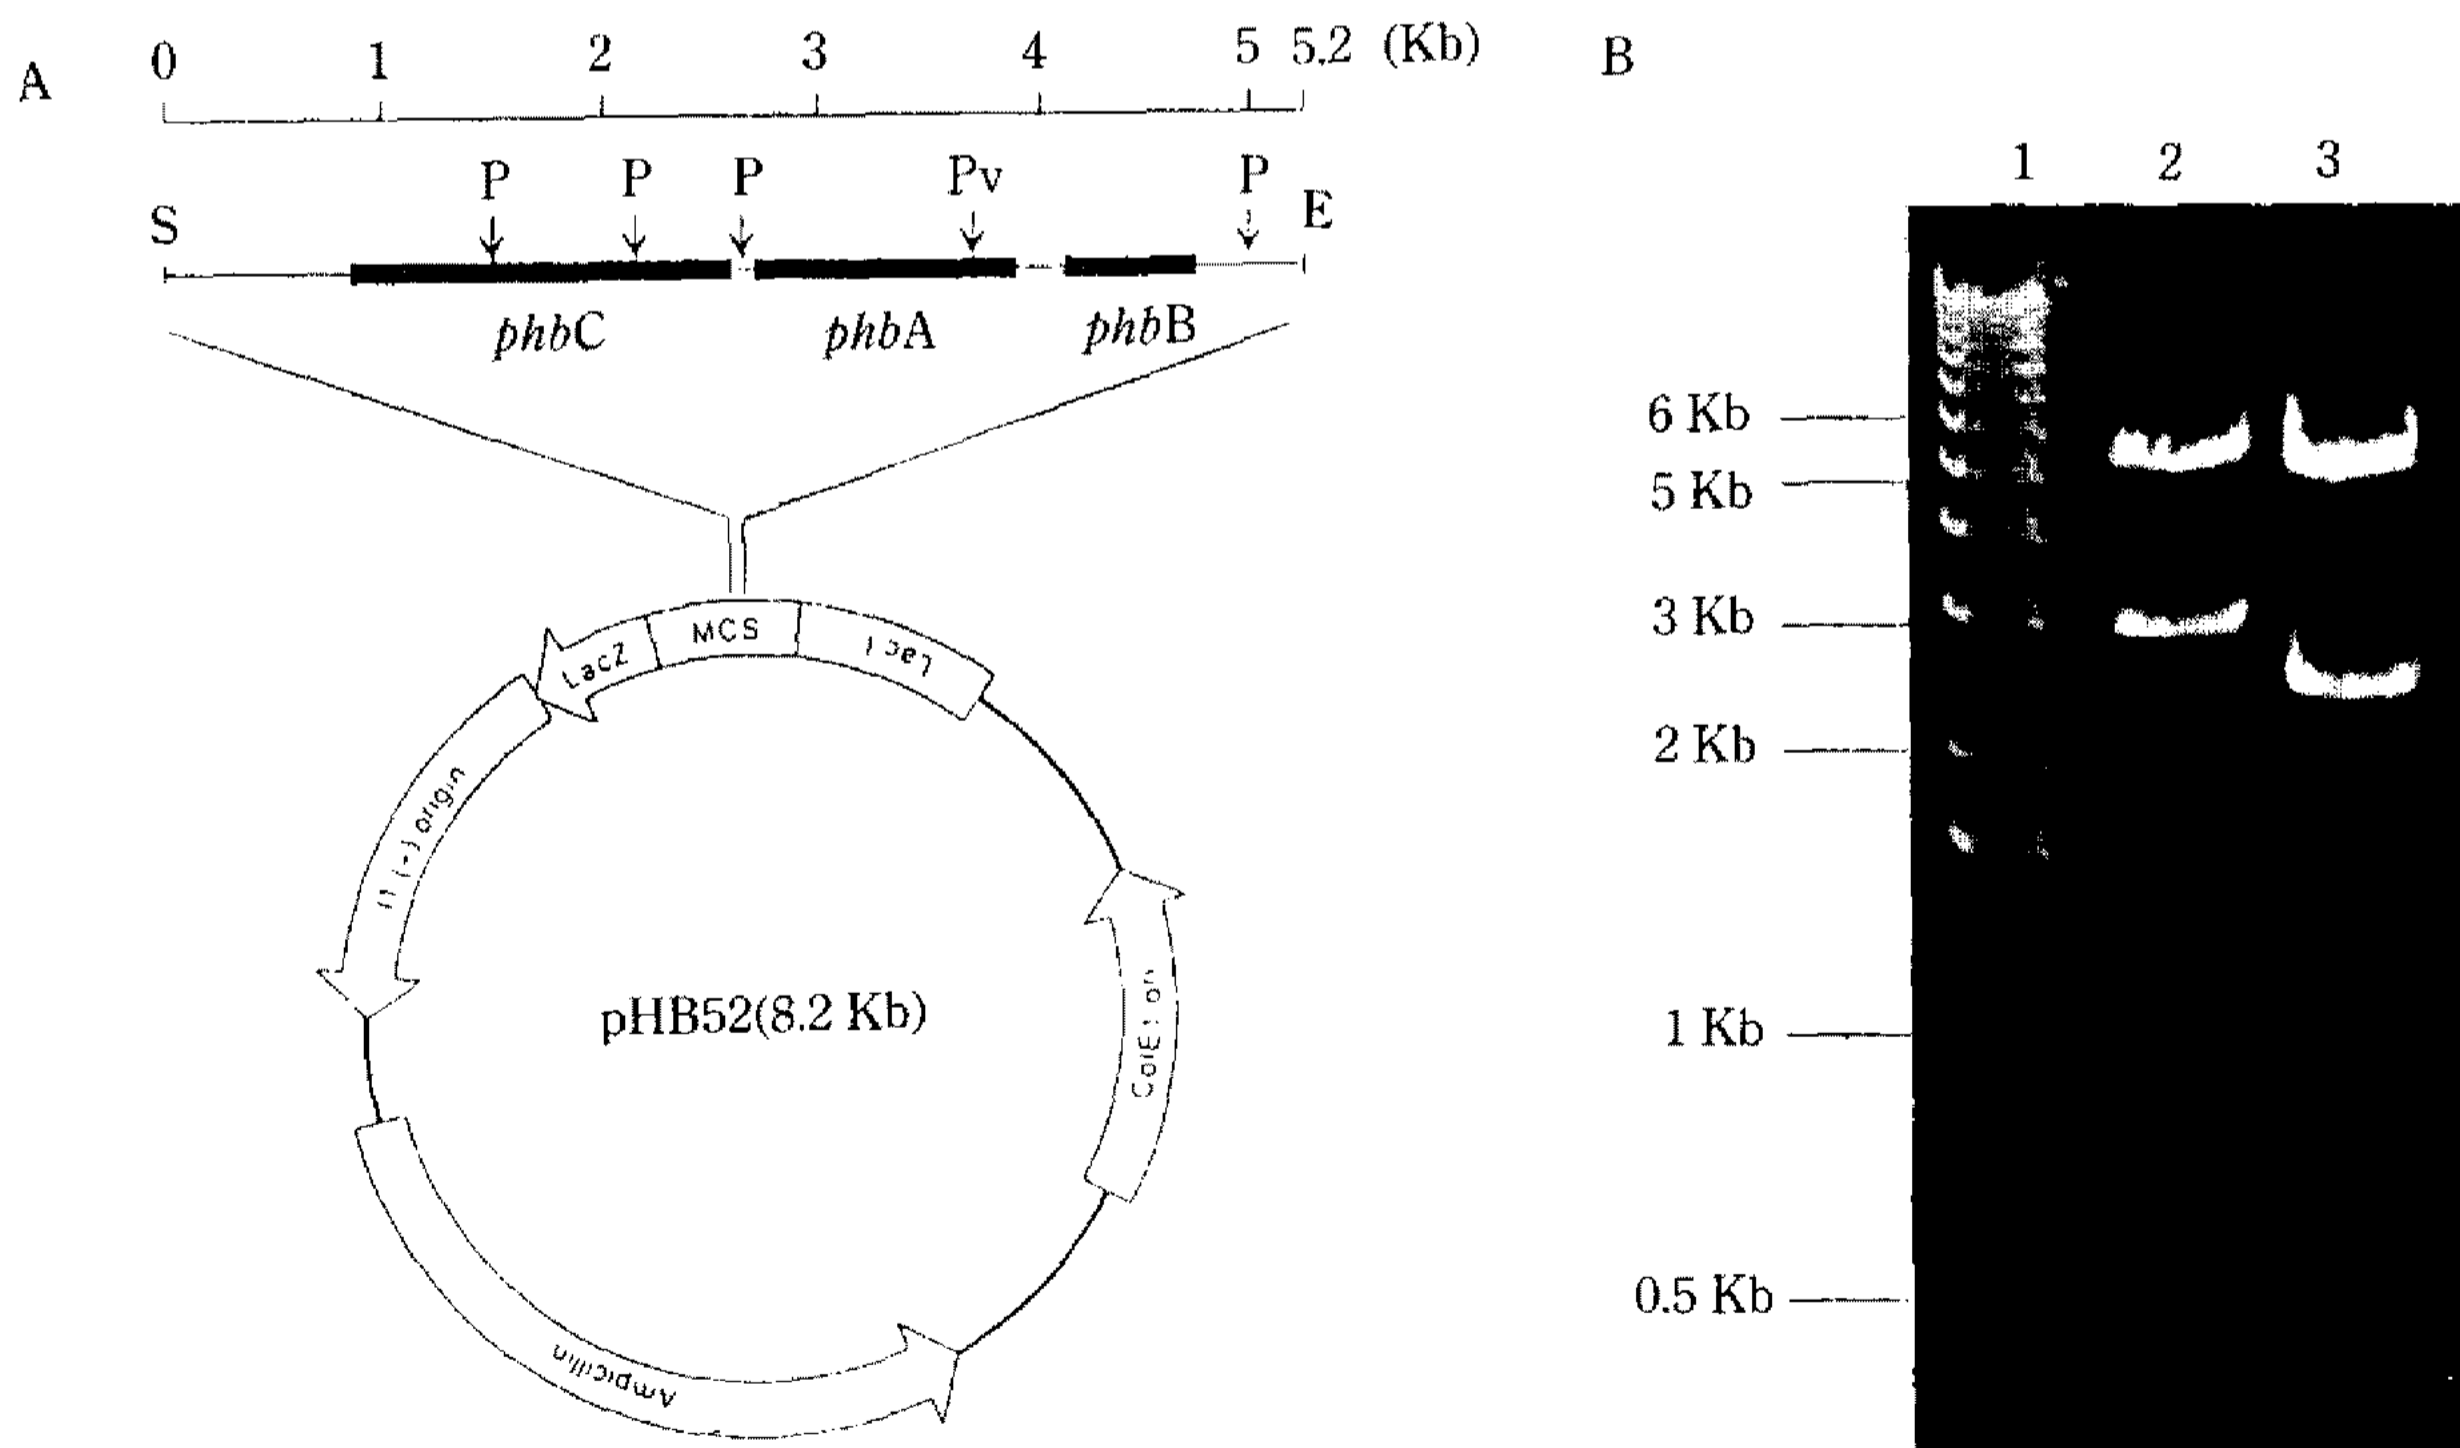 A
0 1 2 3 4 5 5.2 (Kb)
P P P Pv P
S E
phbC phbA phbB
LacZ MCS Lac I
f1 (-) origin
pHB52(8.2 Kb)
ColE1 ori
Ampicillin
B
1 2 3
6 Kb
5 Kb
3 Kb
2 Kb
1 Kb
0.5 Kb